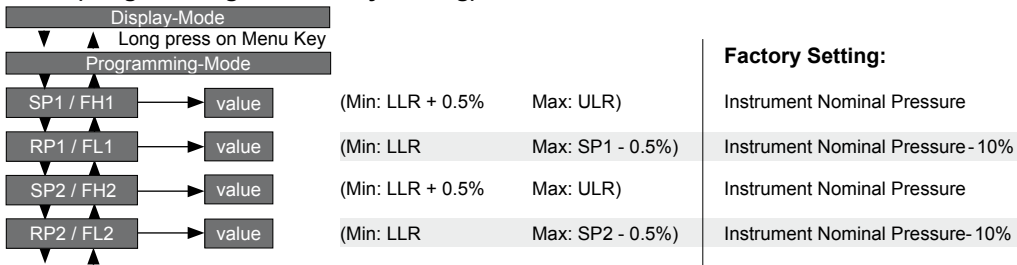 Display-Mode
Long press on Menu Key
Programming-Mode
Factory Setting:
SP1 / FH1 value (Min: LLR + 0.5% Max: ULR) Instrument Nominal Pressure
RP1 / FL1 value (Min: LLR Max: SP1 - 0.5%) Instrument Nominal Pressure-10%
SP2 / FH2 value (Min: LLR + 0.5% Max: ULR) Instrument Nominal Pressure
RP2 / FL2 value (Min: LLR Max: SP2 - 0.5%) Instrument Nominal Pressure-10%